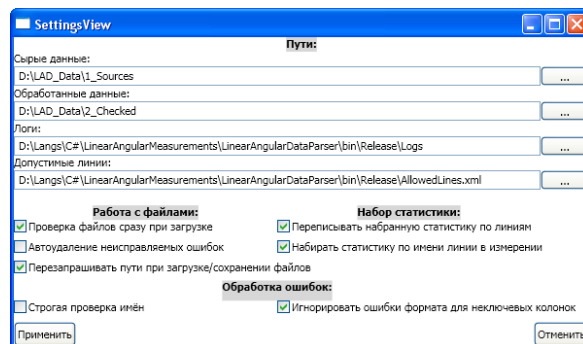 SettingsView
Пути:
Сырые данные:
D:\LAD_Data\1_Sources
...
Обработанные данные:
D:\LAD_Data\2_Checked
...
Логи:
D:\Langs\C#\LinearAngularMeasurements\LinearAngularDataParser\bin\Release\Logs
...
Допустимые линии:
D:\Langs\C#\LinearAngularMeasurements\LinearAngularDataParser\bin\Release\AllowedLines.xml
...
Работа с файлами: Набор статистики:
Проверка файлов сразу при загрузке Переписывать набранную статистику по линиям
Автоудаление неисправляемых ошибок Набирать статистику по имени линии в измерении
Перезапрашивать пути при загрузке/сохранении файлов
Обработка ошибок:
Строгая проверка имён Игнорировать ошибки формата для неключевых колонок
Применить Отменить